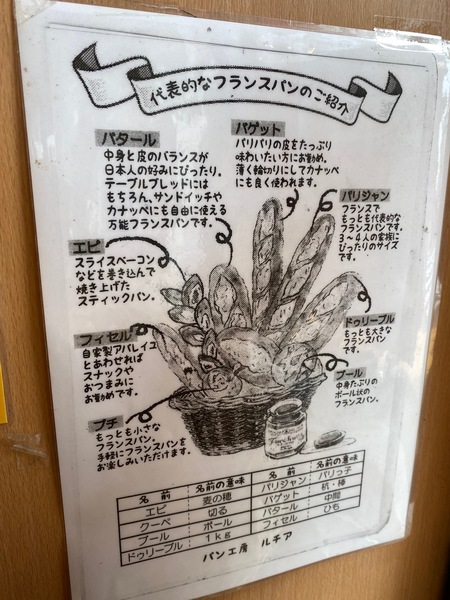 代表的なフランスパンのご紹介
バタール
中身と皮のバランスが
日本人の好みにぴったり。
テーブルブレッドには
もちろん、サンドイッチや
カナッペにも自由に使える
万能フランスパンです。
バゲット
パリパリの皮をたっぷり
味わいたい方にお勧め。
薄く輪切りにしてカナッペ
にも良く使われます。
パリジャン
フランスで
もっとも代表的な
フランスパンです。
3〜4人の家族に
ぴったりのサイズ
です。
エピ
スライスベーコン
などを巻き込んで
焼き上げた
スティックパン。
ドゥリーブル
もっとも大きな
フランスパン
です。
フィセル
自家製アパレイユ
とあわせれば
スナックや
おつまみに
お勧めです。
ブール
中身たぷりの
ボール状の
フランスパン。
プチ
もっとも小さな
フランスパン。
手軽にフランスパンを
お楽しみいただけます。
名前 名前の意味 名前 名前の意味
エピ 麦の穂 パリジャン パリっ子
クーペ 切る バゲット 杖・棒
ブール ボール バタール 中間
ドゥリーブル 1kg フィセル ひも
パン工房 ルチア